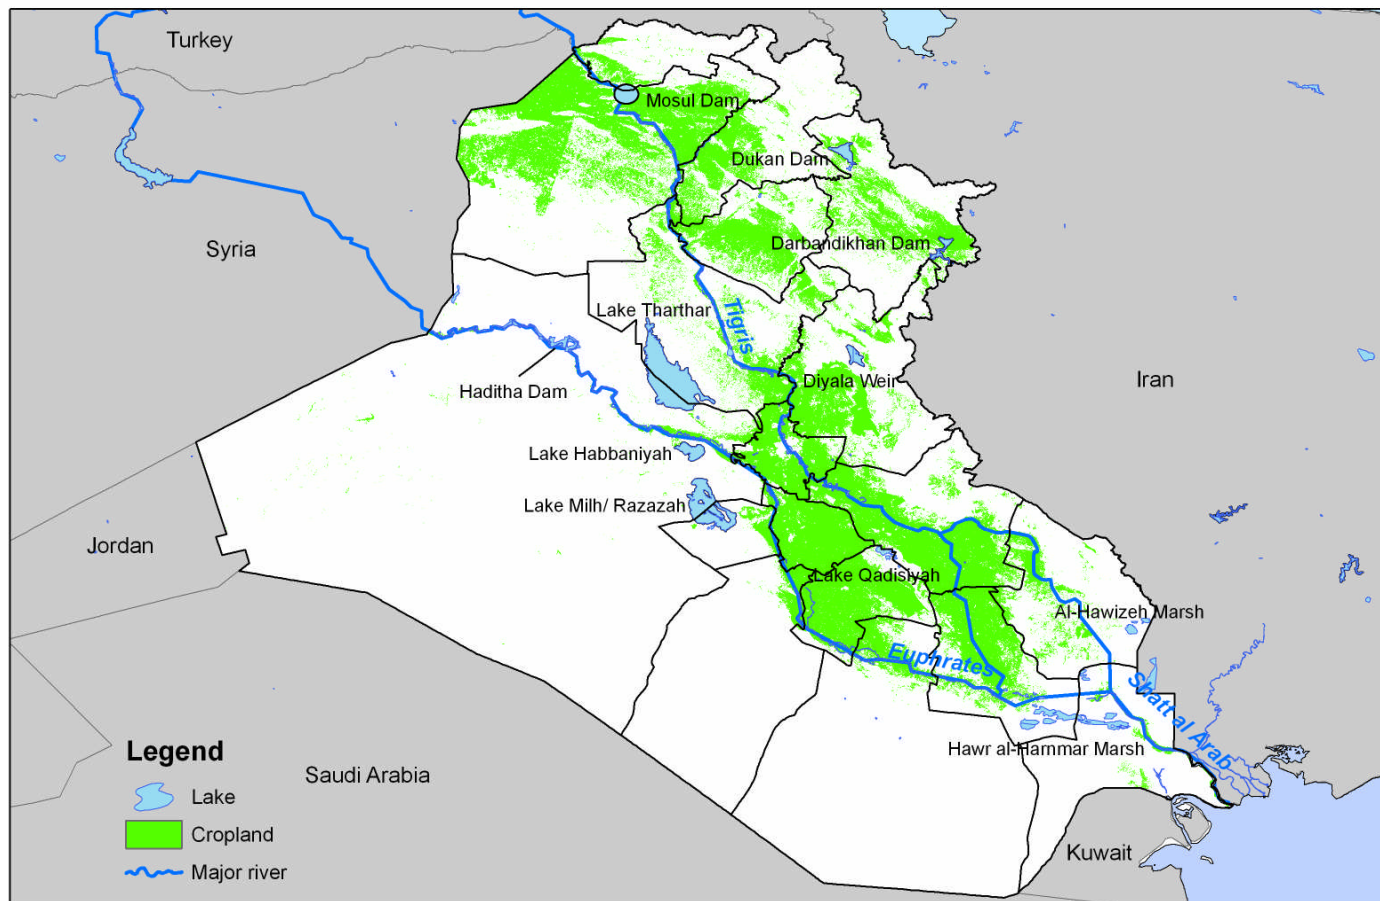 Turkey
Mosul Dam
Dukan Dam
Syria
Darbandikhan Dam
Lake Tharthar
Tigris
Haditha Dam
Diyala Weir
Iran
Lake Habbaniyah
Lake Milh/ Razazah
Jordan
Lake Qadisiyah
Al-Hawizeh Marsh
Euphrates
Shatt al Arab
Hawr al-Hammar Marsh
Legend
Saudi Arabia
Lake
Cropland
Kuwait
Major river